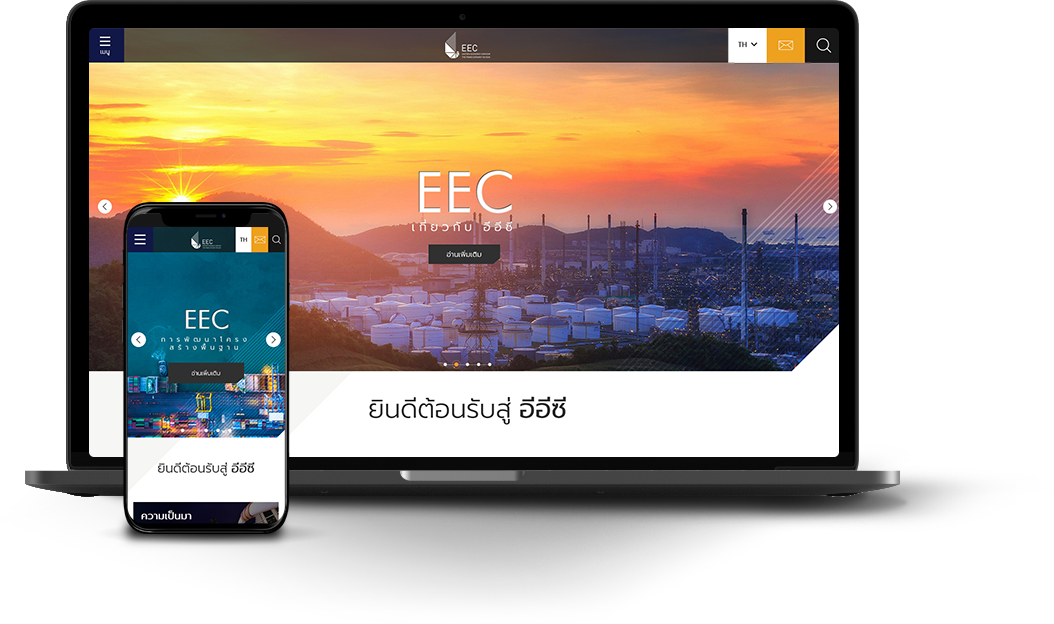 เมนู
EEC
TH
EEC
เกี่ยวกับ อีอีซี
อ่านเพิ่มเติม
ยินดีต้อนรับสู่ อีอีซี
EEC
TH
EEC
การพัฒนาโครง
สร้างพื้นฐาน
อ่านเพิ่มเติม
ยินดีต้อนรับสู่ อีอีซี
ความเป็นมา